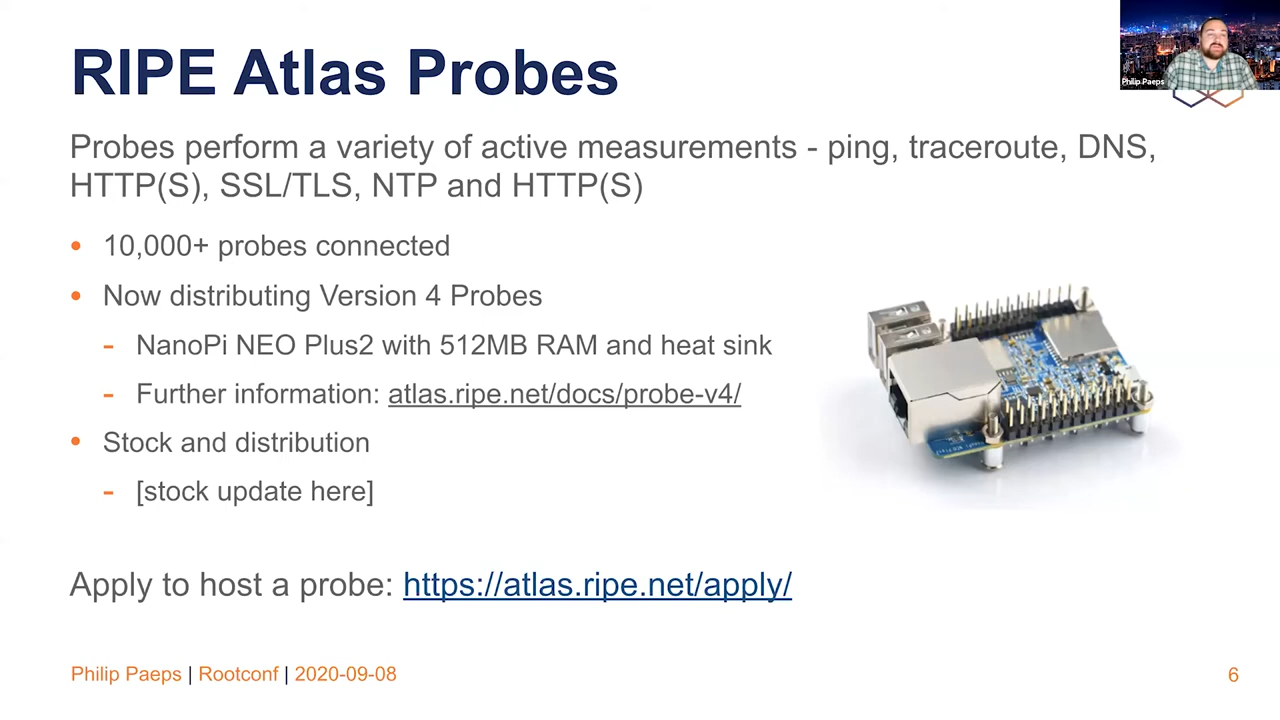 RIPE Atlas Probes
Philip Paeps
Probes perform a variety of active measurements - ping, traceroute, DNS,
HTTP(S), SSL/TLS, NTP and HTTP(S)
• 10,000+ probes connected
• Now distributing Version 4 Probes
- NanoPi NEO Plus2 with 512MB RAM and heat sink
- Further information: atlas.ripe.net/docs/probe-v4/
• Stock and distribution
- [stock update here]
Apply to host a probe: https://atlas.ripe.net/apply/
Philip Paeps | Rootconf | 2020-09-08
6